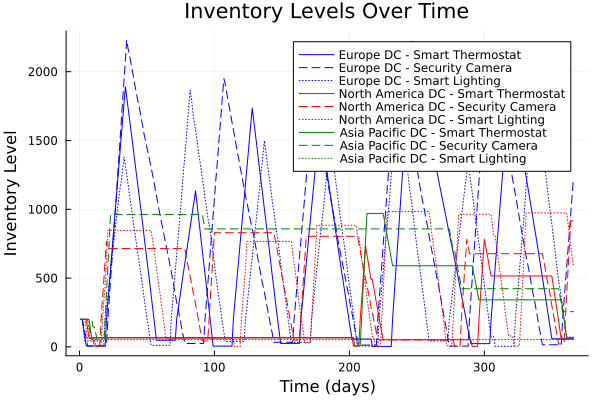 Inventory Levels Over Time
Inventory Level
2000
1500
1000
500
0
Europe DC - Smart Thermostat
Europe DC - Security Camera
Europe DC - Smart Lighting
North America DC - Smart Thermostat
North America DC - Security Camera
North America DC - Smart Lighting
Asia Pacific DC - Smart Thermostat
Asia Pacific DC - Security Camera
Asia Pacific DC - Smart Lighting
0
100
200
300
Time (days)